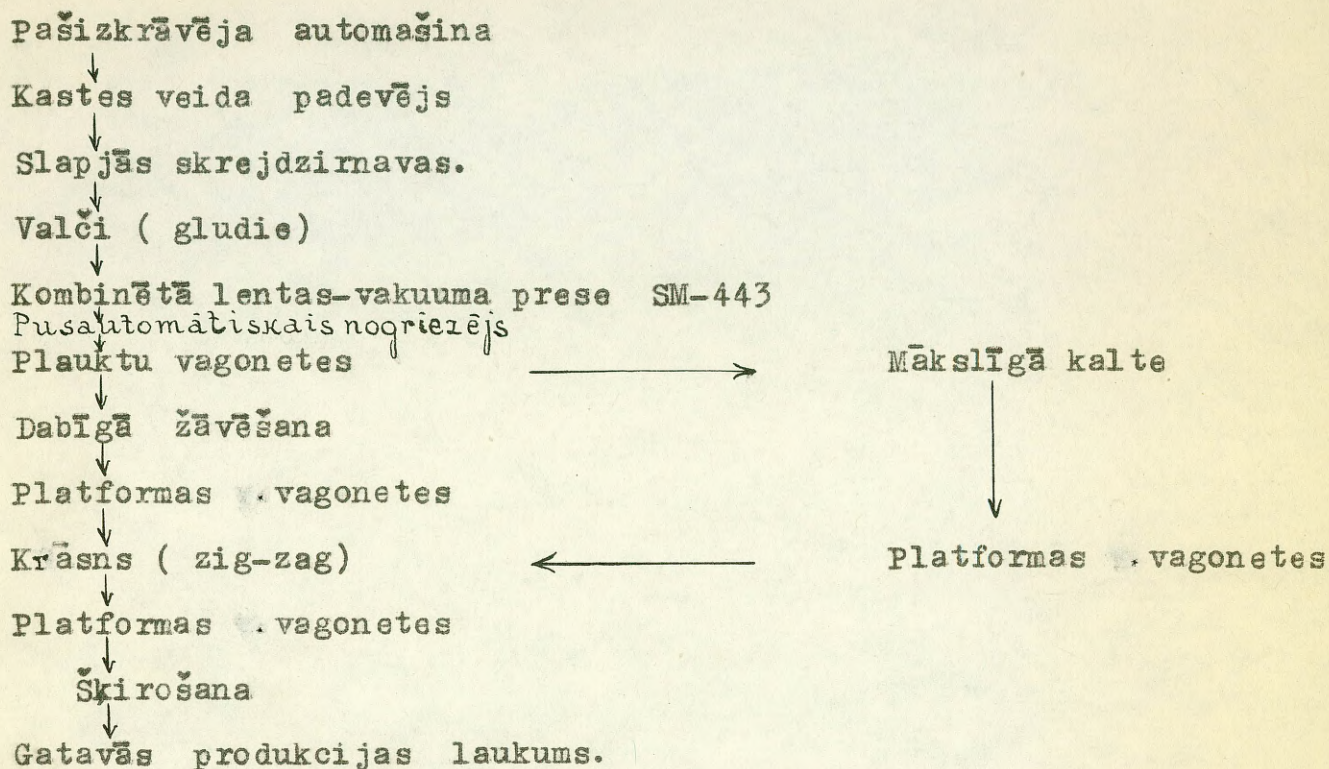 Pašizkrāvēja automašina
Kastes veida padevējs
Slapjās skrejdzirnavas.
Valči ( gludie)
Kombinētā lentas-vakuuma prese SM-443
Pusautomātiskais nogriezējs
Plauktu vagonetes
Mākslīgā kalte
Dabīgā žāvēšana
Platformas vagonetes
Krāsns ( zig-zag)
Platformas vagonetes
Platformas vagonetes
Šķirošana
Gatavās produkcijas laukums.